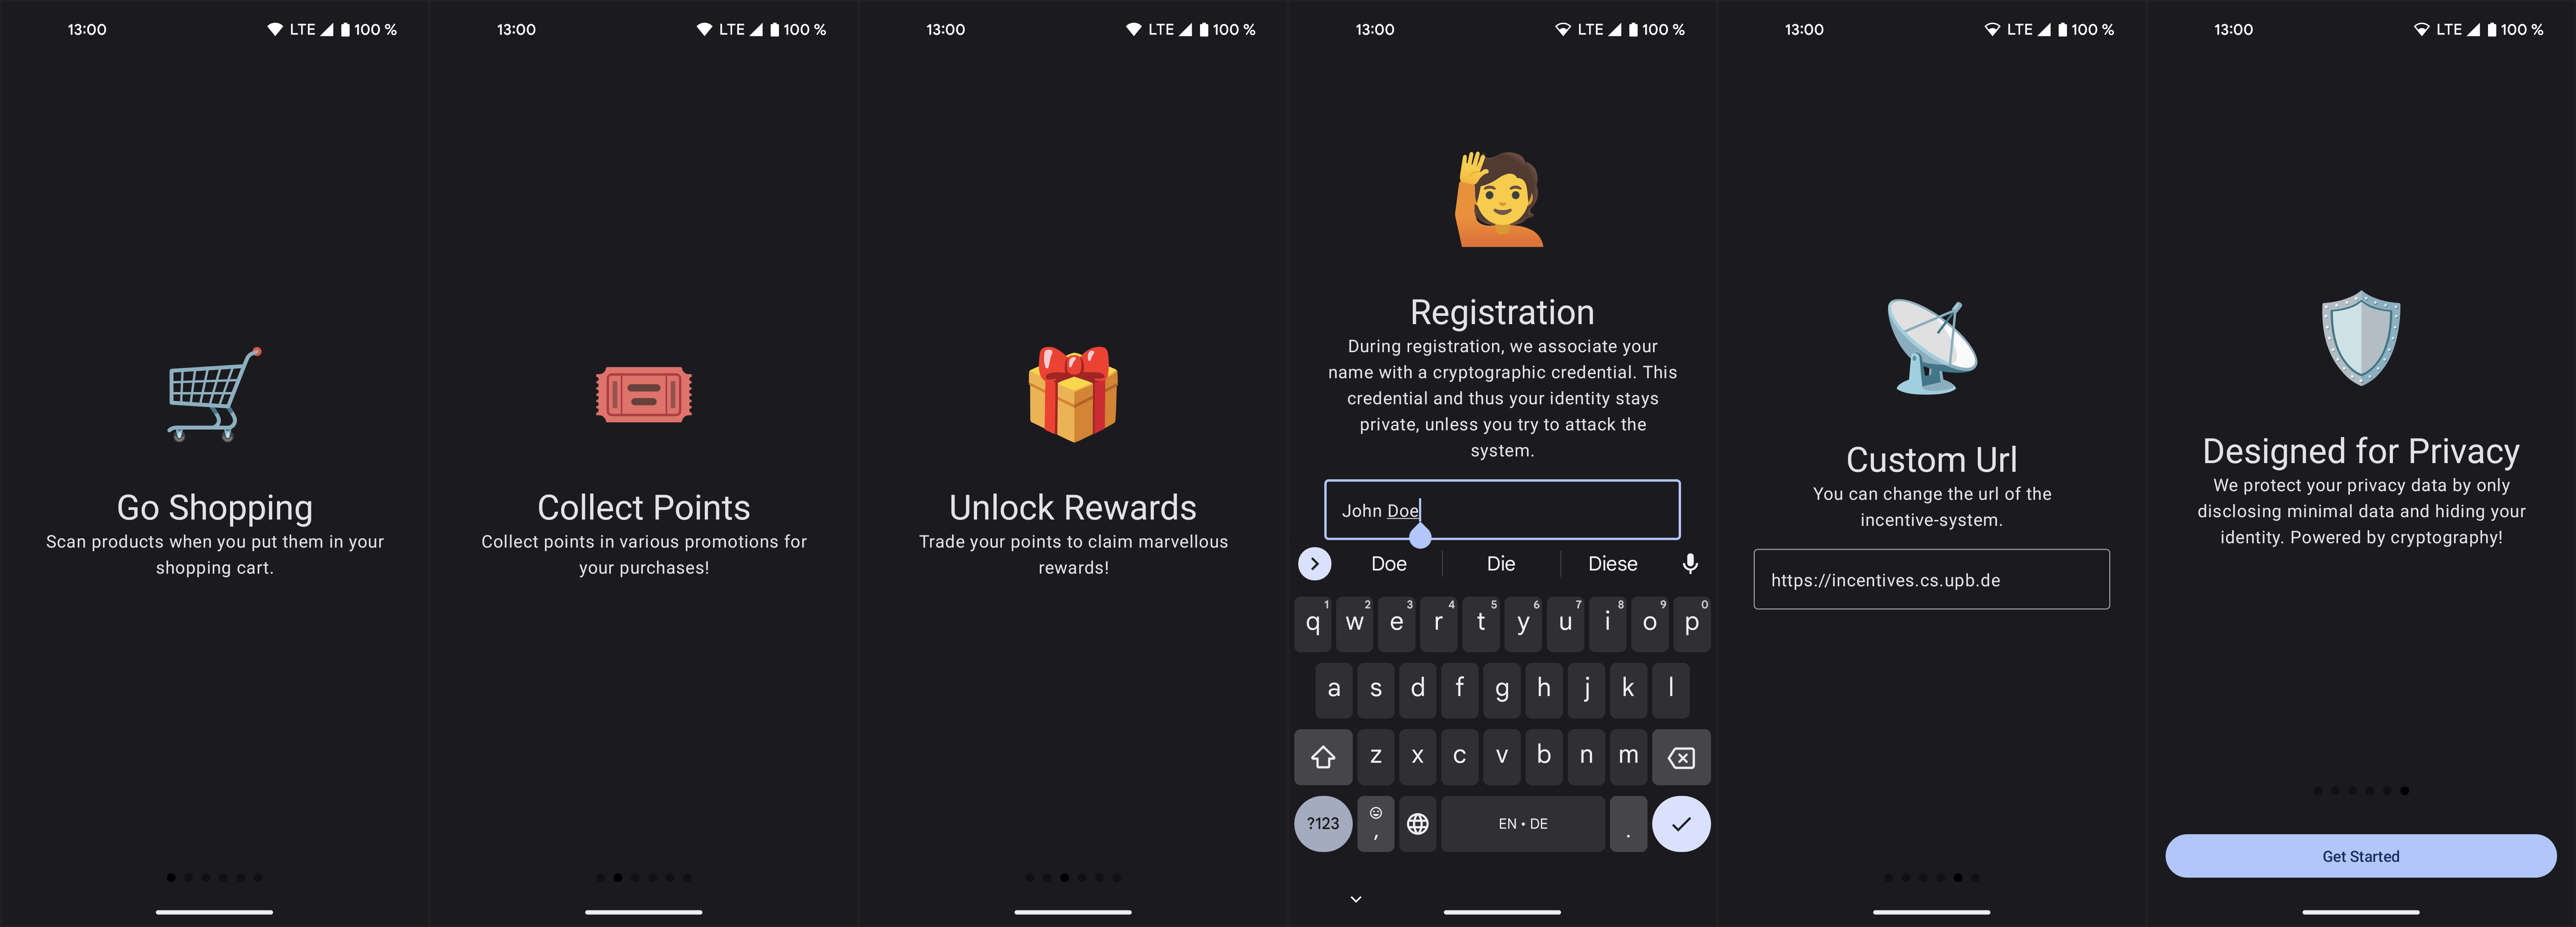 13:00 LTE 100 %
Go Shopping
Scan products when you put them in your
shopping cart.
13:00 LTE 100 %
Collect Points
Collect points in various promotions for
your purchases!
13:00 LTE 100 %
Unlock Rewards
Trade your points to claim marvellous
rewards!
13:00 LTE 100 %
Registration
During registration, we associate your
name with a cryptographic credential. This
credential and thus your identity stays
private, unless you try to attack the
system.
John Doe
Doe Die Diese
1 2 3 4 5 6 7 8 9 0
q w e r t y u i o p
a s d f g h j k l
z x c v b n m
?123 , EN • DE .
13:00 LTE 100 %
Custom Url
You can change the url of the
incentive-system.
https://incentives.cs.upb.de
13:00 LTE 100 %
Designed for Privacy
We protect your privacy data by only
disclosing minimal data and hiding your
identity. Powered by cryptography!
Get Started